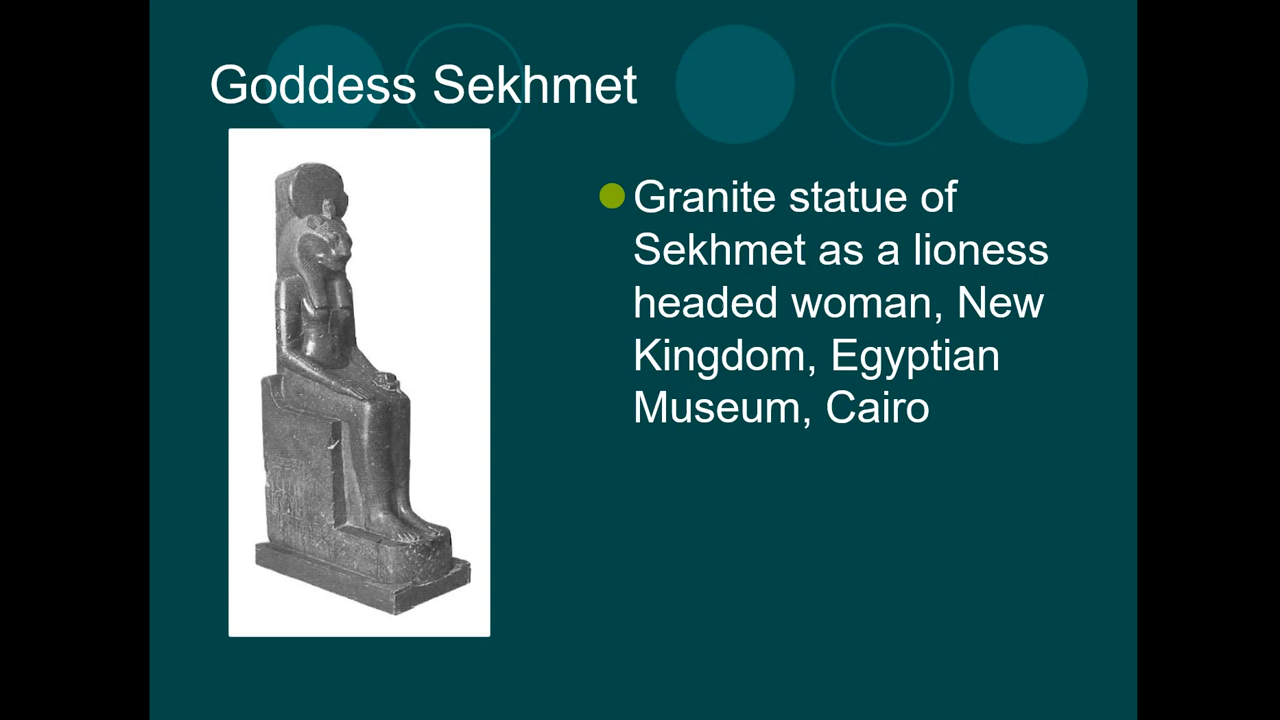 Goddess Sekhmet
Granite statue of
Sekhmet as a lioness
headed woman, New
Kingdom, Egyptian
Museum, Cairo